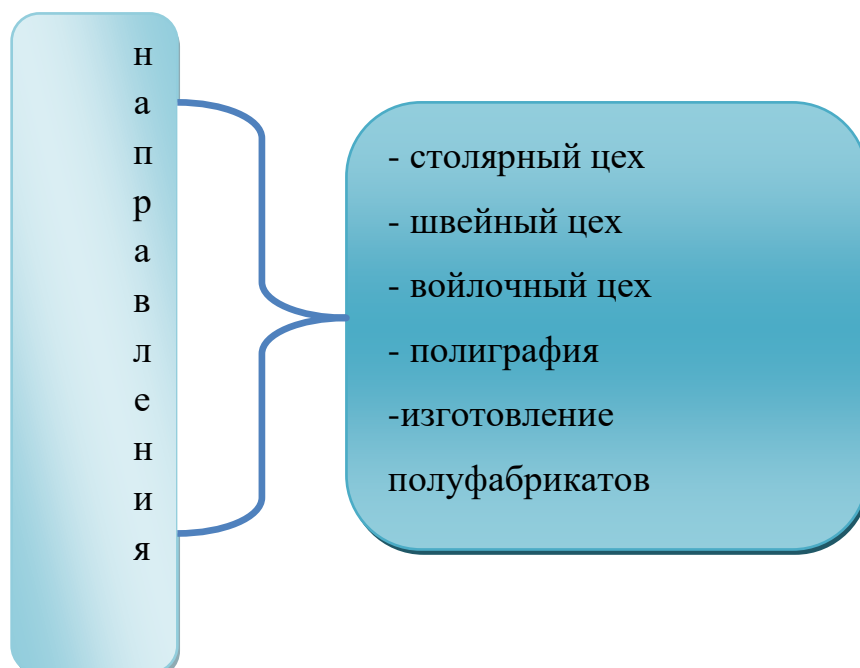 н
а
п
р
а
в
л
е
н
и
я
- столярный цех
- швейный цех
- войлочный цех
- полиграфия
-изготовление
полуфабрикатов